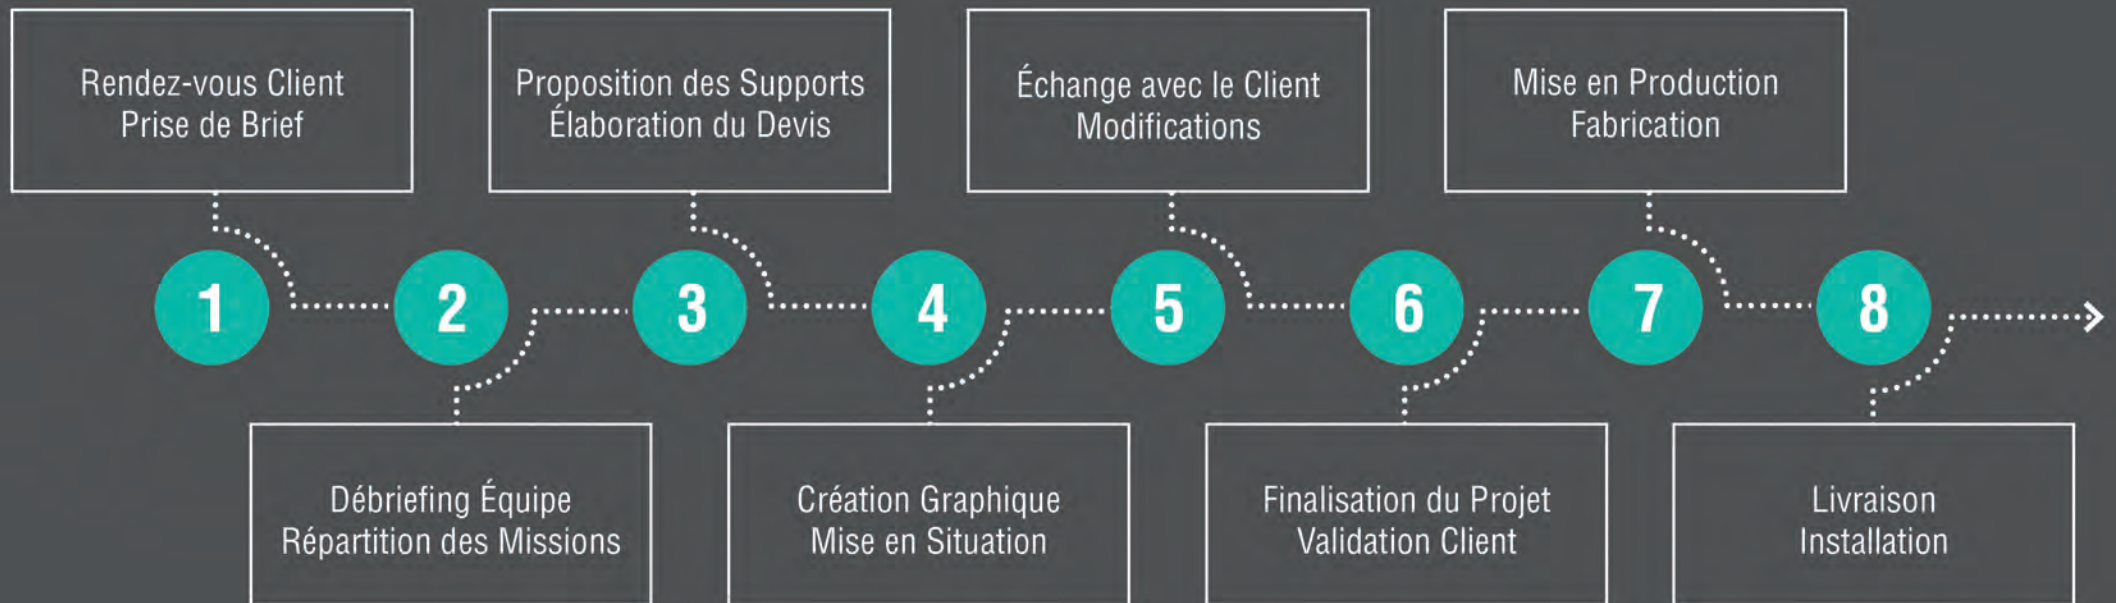 Rendez-vous Client
Prise de Brief
Proposition des Supports
Élaboration du Devis
Échange avec le Client
Modifications
Mise en Production
Fabrication
1
2
3
4
5
6
7
8
Débriefing Équipe
Répartition des Missions
Création Graphique
Mise en Situation
Finalisation du Projet
Validation Client
Livraison
Installation